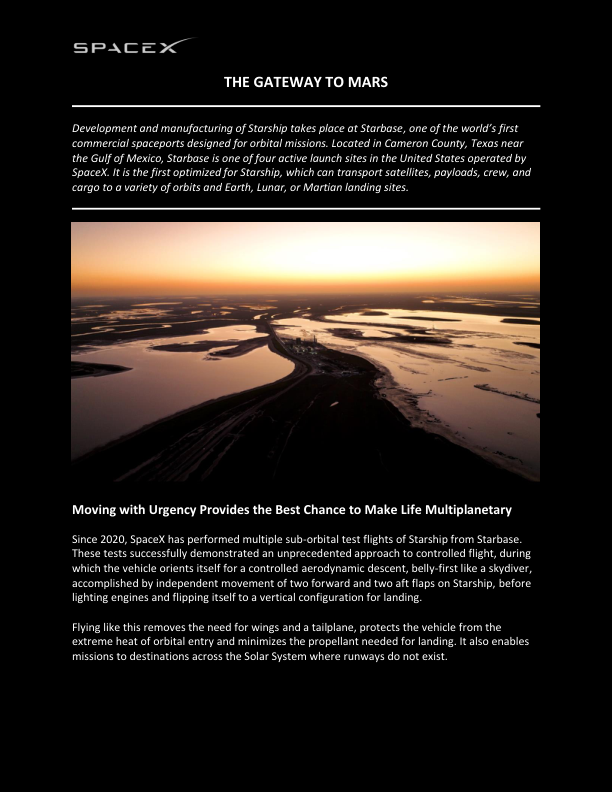 SPACEX
THE GATEWAY TO MARS
Development and manufacturing of Starship takes place at Starbase, one of the world's first
commercial spaceports designed for orbital missions. Located in Cameron County, Texas near
the Gulf of Mexico, Starbase is one of four active launch sites in the United States operated by
SpaceX. It is the first optimized for Starship, which can transport satellites, payloads, crew, and
cargo to a variety of orbits and Earth, Lunar, or Martian landing sites.
Moving with Urgency Provides the Best Chance to Make Life Multiplanetary
Since 2020, SpaceX has performed multiple sub-orbital test flights of Starship from Starbase.
These tests successfully demonstrated an unprecedented approach to controlled flight, during
which the vehicle orients itself for a controlled aerodynamic descent, belly-first like a skydiver,
accomplished by independent movement of two forward and two aft flaps on Starship, before
lighting engines and flipping itself to a vertical configuration for landing.
Flying like this removes the need for wings and a tailplane, protects the vehicle from the
extreme heat of orbital entry and minimizes the propellant needed for landing. It also enables
missions to destinations across the Solar System where runways do not exist.